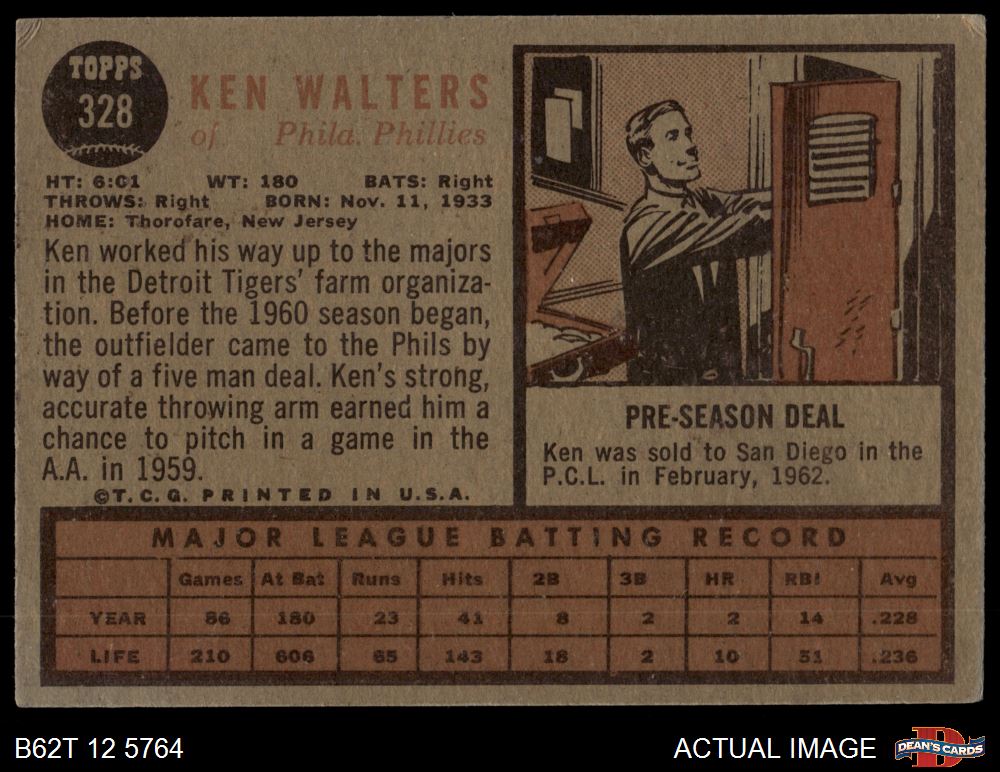 TOPPS
328
KEN WALTERS
of Phila. Phillies
HT: 6:01 WT: 180 BATS: Right
THROWS: Right BORN: Nov. 11, 1933
HOME: Thorofare, New Jersey
Ken worked his way up to the majors
in the Detroit Tigers' farm organiza-
tion. Before the 1960 season began,
the outfielder came to the Phils by
way of a five man deal. Ken's strong,
accurate throwing arm earned him a
chance to pitch in a game in the
A.A. in 1959.
©T.C.G. PRINTED IN U.S.A.
PRE-SEASON DEAL
Ken was sold to San Diego in the
P.C.L. in February, 1962.
MAJOR LEAGUE BATTING RECORD
Games At Bat Runs Hits 2B 3B HR RBI Avg
YEAR 86 180 23 41 8 2 2 14 .228
LIFE 210 606 65 143 18 2 10 51 .236
B62T 12 5764
ACTUAL IMAGE
D
DEAN'S CARDS